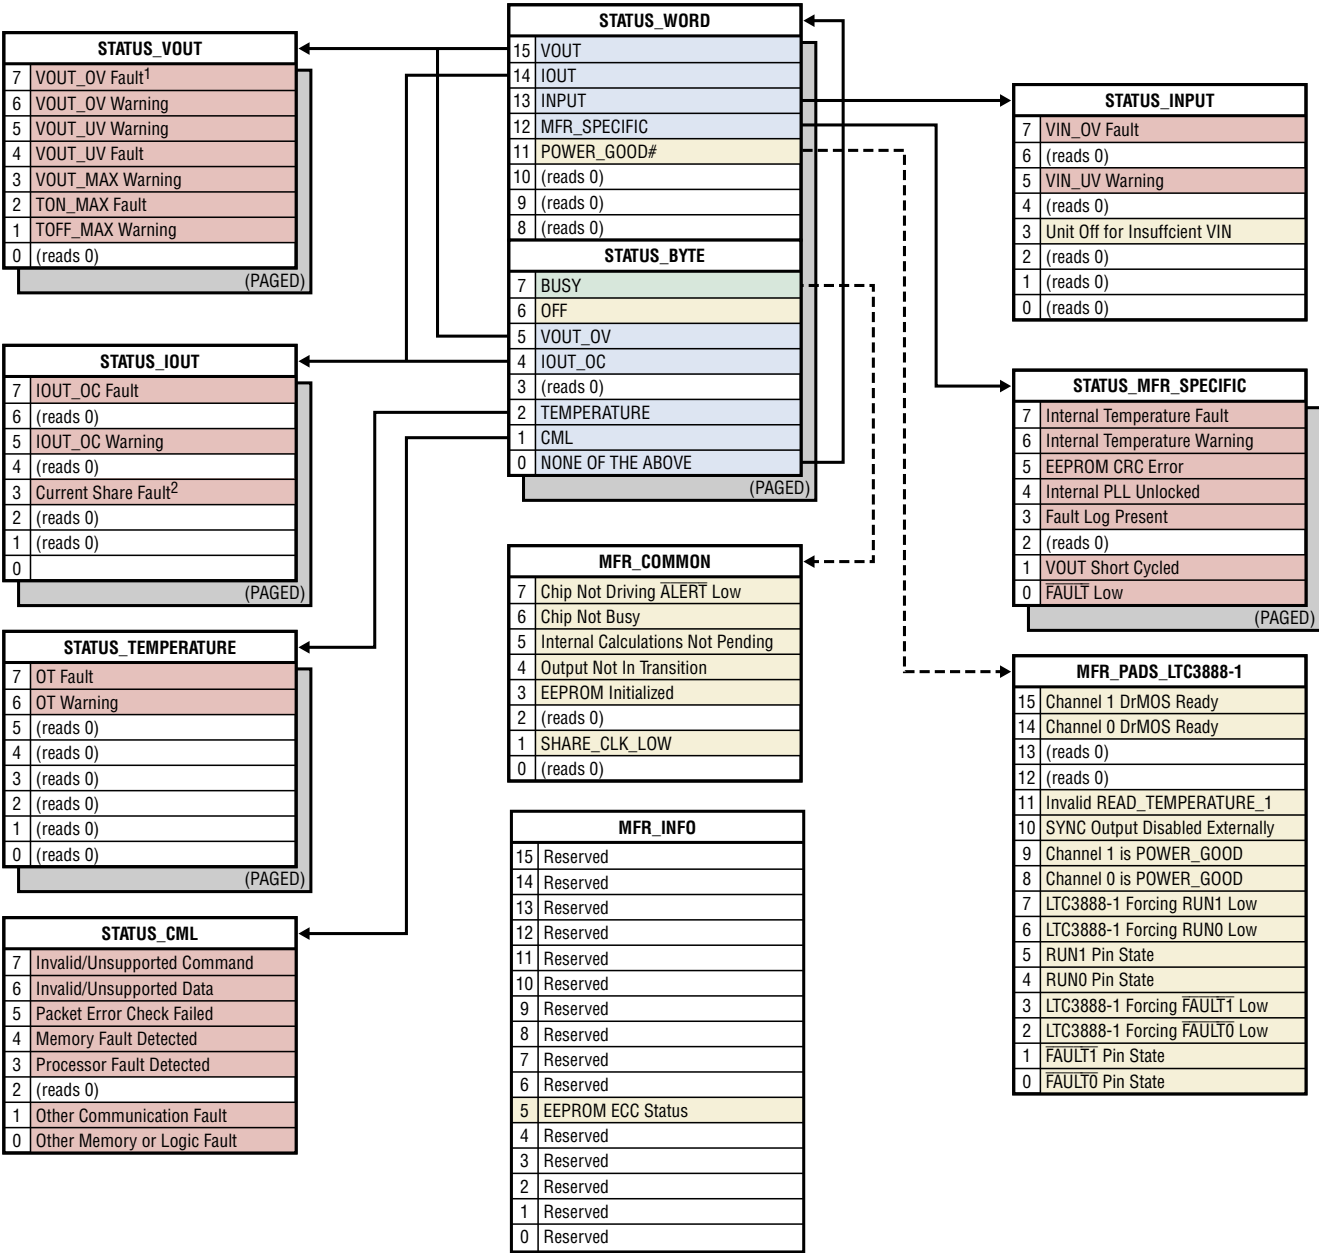 STATUS_VOUT
7 VOUT_OV Fault1
6 VOUT_OV Warning
5 VOUT_UV Warning
4 VOUT_UV Fault
3 VOUT_MAX Warning
2 TON_MAX Fault
1 TOFF_MAX Warning
0 (reads 0)
(PAGED)
STATUS_IOUT
7 IOUT_OC Fault
6 (reads 0)
5 IOUT_OC Warning
4 (reads 0)
3 Current Share Fault2
2 (reads 0)
1 (reads 0)
0
(PAGED)
STATUS_TEMPERATURE
7 OT Fault
6 OT Warning
5 (reads 0)
4 (reads 0)
3 (reads 0)
2 (reads 0)
1 (reads 0)
0 (reads 0)
(PAGED)
STATUS_CML
7 Invalid/Unsupported Command
6 Invalid/Unsupported Data
5 Packet Error Check Failed
4 Memory Fault Detected
3 Processor Fault Detected
2 (reads 0)
1 Other Communication Fault
0 Other Memory or Logic Fault
STATUS_WORD
15 VOUT
14 IOUT
13 INPUT
12 MFR_SPECIFIC
11 POWER_GOOD#
10 (reads 0)
9 (reads 0)
8 (reads 0)
STATUS_BYTE
7 BUSY
6 OFF
5 VOUT_OV
4 IOUT_OC
3 (reads 0)
2 TEMPERATURE
1 CML
0 NONE OF THE ABOVE
(PAGED)
MFR_COMMON
7 Chip Not Driving ALERT Low
6 Chip Not Busy
5 Internal Calculations Not Pending
4 Output Not In Transition
3 EEPROM Initialized
2 (reads 0)
1 SHARE_CLK_LOW
0 (reads 0)
MFR_INFO
15 Reserved
14 Reserved
13 Reserved
12 Reserved
11 Reserved
10 Reserved
9 Reserved
8 Reserved
7 Reserved
6 Reserved
5 EEPROM ECC Status
4 Reserved
3 Reserved
2 Reserved
1 Reserved
0 Reserved
STATUS_INPUT
7 VIN_OV Fault
6 (reads 0)
5 VIN_UV Warning
4 (reads 0)
3 Unit Off for Insuffcient VIN
2 (reads 0)
1 (reads 0)
0 (reads 0)
STATUS_MFR_SPECIFIC
7 Internal Temperature Fault
6 Internal Temperature Warning
5 EEPROM CRC Error
4 Internal PLL Unlocked
3 Fault Log Present
2 (reads 0)
1 VOUT Short Cycled
0 FAULT Low
(PAGED)
MFR_PADS_LTC3888-1
15 Channel 1 DrMOS Ready
14 Channel 0 DrMOS Ready
13 (reads 0)
12 (reads 0)
11 Invalid READ_TEMPERATURE_1
10 SYNC Output Disabled Externally
9 Channel 1 is POWER_GOOD
8 Channel 0 is POWER_GOOD
7 LTC3888-1 Forcing RUN1 Low
6 LTC3888-1 Forcing RUN0 Low
5 RUN1 Pin State
4 RUN0 Pin State
3 LTC3888-1 Forcing FAULT1 Low
2 LTC3888-1 Forcing FAULT0 Low
1 FAULT1 Pin State
0 FAULT0 Pin State